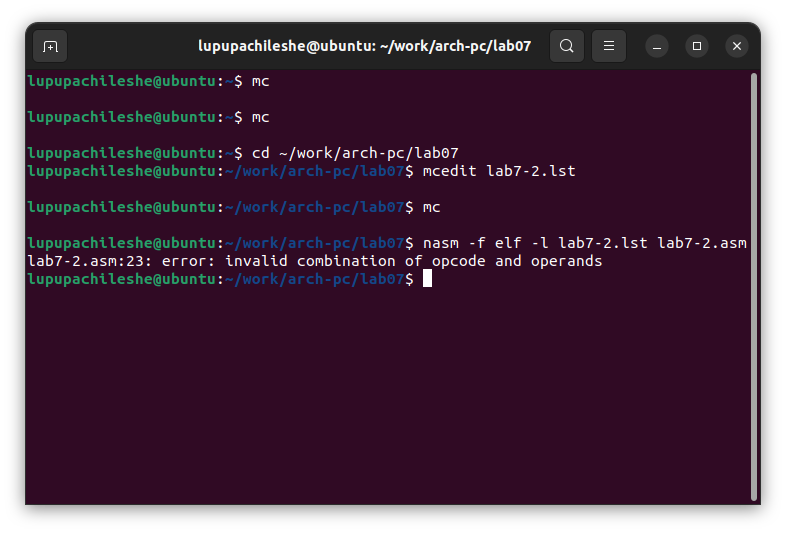 lupupachileshe@ubuntu: ~/work/arch-pc/lab07
lupupachileshe@ubuntu:~$ mc
lupupachileshe@ubuntu:~$ mc
lupupachileshe@ubuntu:~$ cd ~/work/arch-pc/lab07
lupupachileshe@ubuntu:~/work/arch-pc/lab07$ mcedit lab7-2.lst
lupupachileshe@ubuntu:~/work/arch-pc/lab07$ mc
lupupachileshe@ubuntu:~/work/arch-pc/lab07$ nasm -f elf -l lab7-2.lst lab7-2.asm
lab7-2.asm:23: error: invalid combination of opcode and operands
lupupachileshe@ubuntu:~/work/arch-pc/lab07$